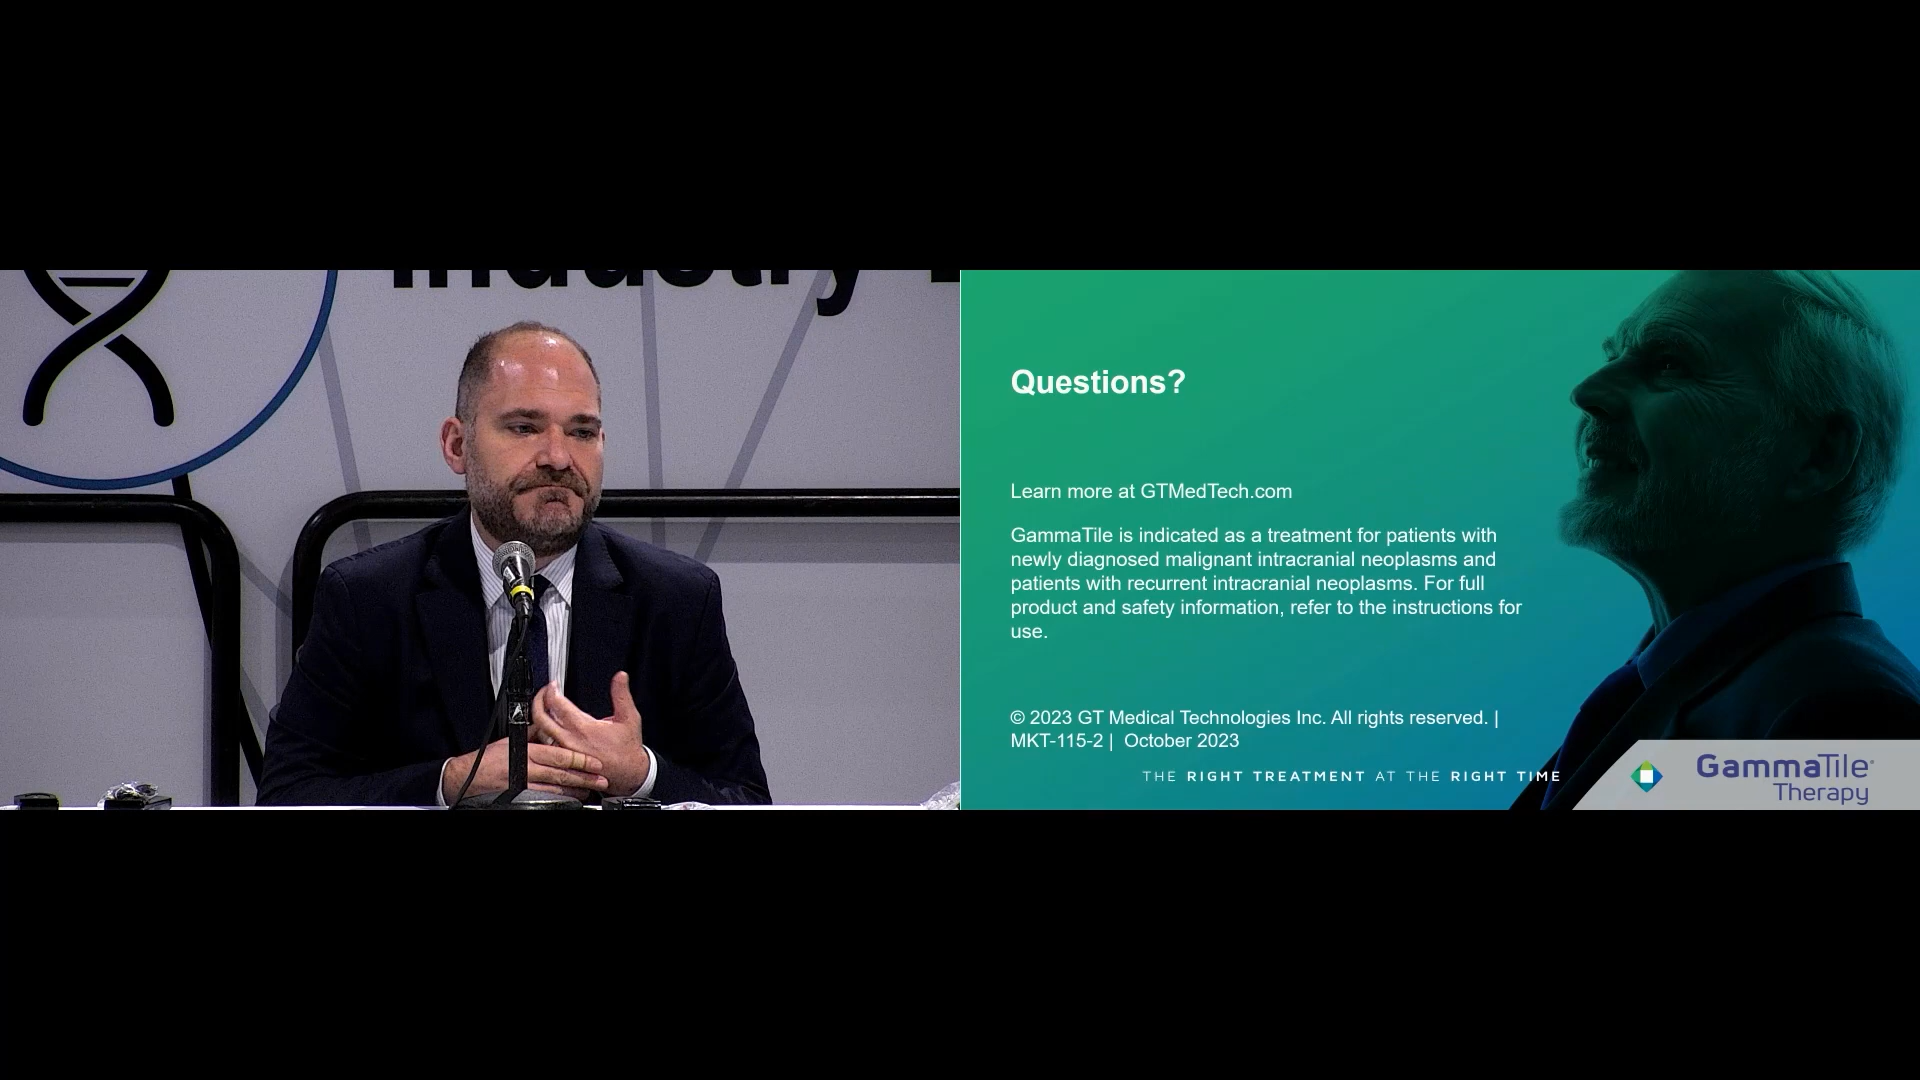 Industry
Questions?
Learn more at GTMedTech.com
GammaTile is indicated as a treatment for patients with
newly diagnosed malignant intracranial neoplasms and
patients with recurrent intracranial neoplasms. For full
product and safety information, refer to the instructions for
use.
© 2023 GT Medical Technologies Inc. All rights reserved. |
MKT-115-2 | October 2023
THE RIGHT TREATMENT AT THE RIGHT TIME
GammaTile®
Therapy